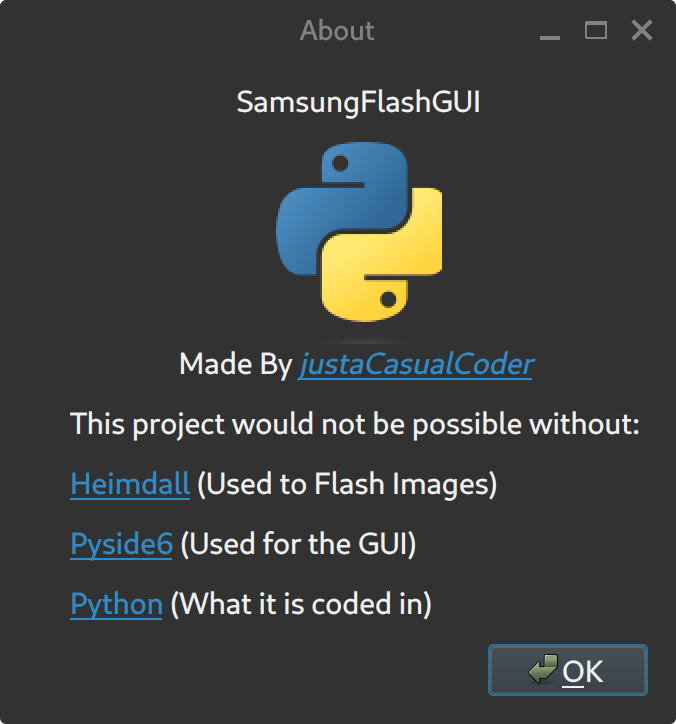 About
SamsungFlashGUI
Made By justaCasualCoder
This project would not be possible without:
Heimdall (Used to Flash Images)
Pyside6 (Used for the GUI)
Python (What it is coded in)
OK